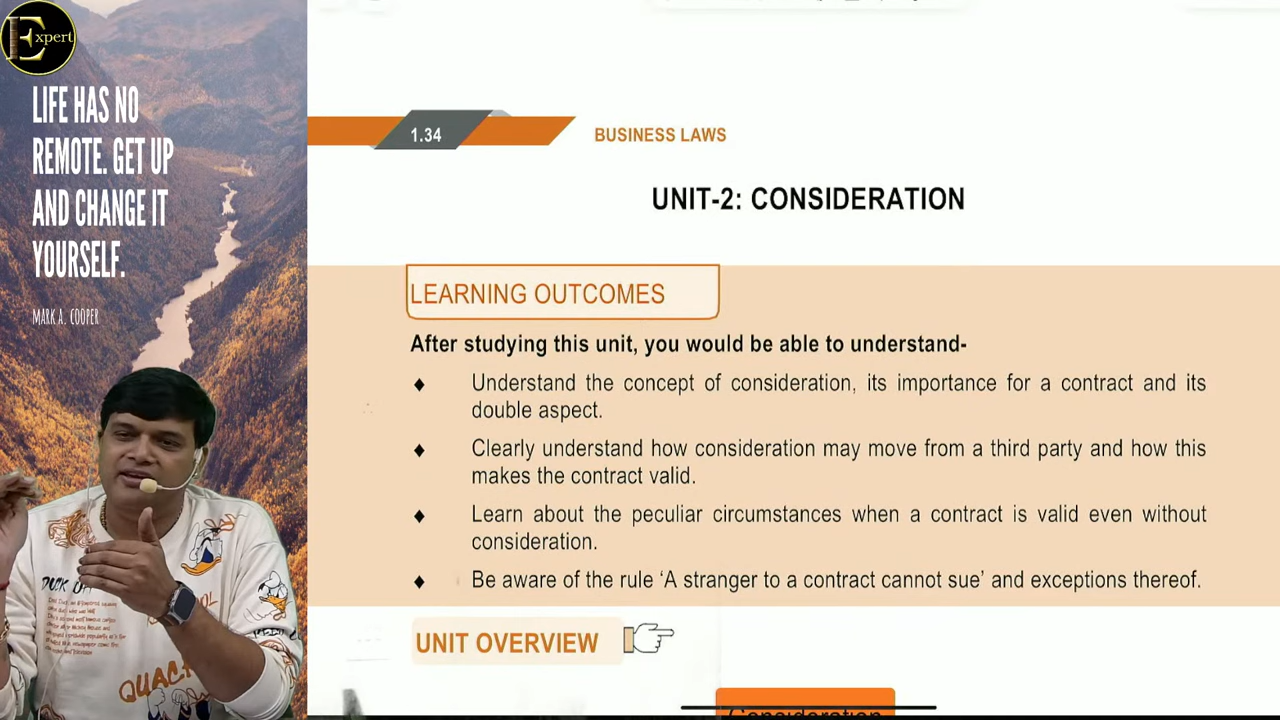 Expert
LIFE HAS NO
REMOTE. GET UP
AND CHANGE IT
YOURSELF.
MARK A. COOPER
1.34
BUSINESS LAWS
UNIT-2: CONSIDERATION
LEARNING OUTCOMES
After studying this unit, you would be able to understand-
♦ Understand the concept of consideration, its importance for a contract and its
double aspect.
♦ Clearly understand how consideration may move from a third party and how this
makes the contract valid.
♦ Learn about the peculiar circumstances when a contract is valid even without
consideration.
♦ Be aware of the rule ‘A stranger to a contract cannot sue’ and exceptions thereof.
UNIT OVERVIEW
Consideration
DUCK
QUACK